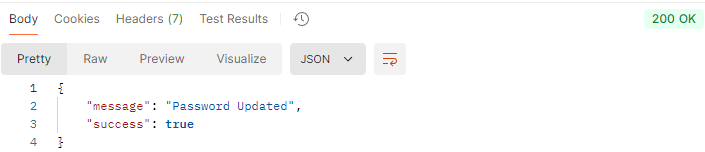 Body Cookies Headers (7) Test Results 200 OK
Pretty Raw Preview Visualize JSON
1 {
2 "message": "Password Updated",
3 "success": true
4 }